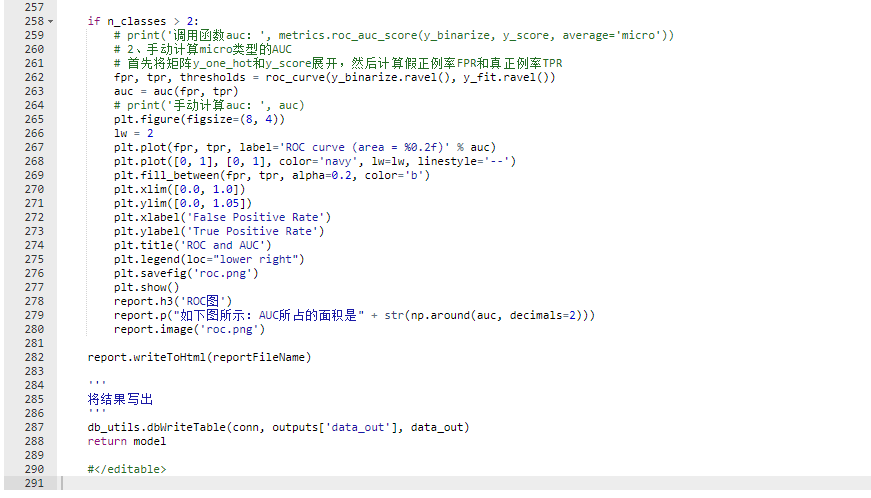 257
258 if n_classes > 2:
259 # print('调用函数auc：', metrics.roc_auc_score(y_binarize, y_score, average='micro'))
260 # 2、手动计算micro类型的AUC
261 # 首先将矩阵y_one_hot和y_score展开，然后计算假正例率FPR和真正例率TPR
262 fpr, tpr, thresholds = roc_curve(y_binarize.ravel(), y_fit.ravel())
263 auc = auc(fpr, tpr)
264 # print('手动计算auc：', auc)
265 plt.figure(figsize=(8, 4))
266 lw = 2
267 plt.plot(fpr, tpr, label='ROC curve (area = %0.2f)' % auc)
268 plt.plot([0, 1], [0, 1], color='navy', lw=lw, linestyle='--')
269 plt.fill_between(fpr, tpr, alpha=0.2, color='b')
270 plt.xlim([0.0, 1.0])
271 plt.ylim([0.0, 1.05])
272 plt.xlabel('False Positive Rate')
273 plt.ylabel('True Positive Rate')
274 plt.title('ROC and AUC')
275 plt.legend(loc="lower right")
276 plt.savefig('roc.png')
277 plt.show()
278 report.h3('ROC图')
279 report.p("如下图所示：AUC所占的面积是" + str(np.around(auc, decimals=2)))
280 report.image('roc.png')
281
282 report.writeToHtml(reportFileName)
283
284 '''
285 将结果写出
286 '''
287 db_utils.dbWriteTable(conn, outputs['data_out'], data_out)
288 return model
289
290 #</editable>
291